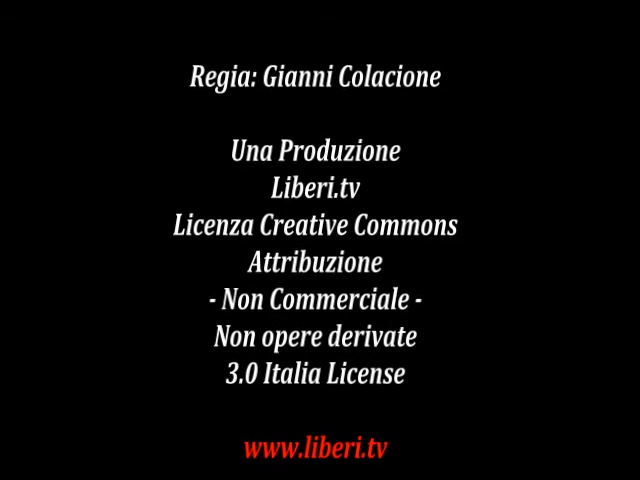 Regia: Gianni Colacione
Una Produzione
Liberi.tv
Licenza Creative Commons
Attribuzione
- Non Commerciale -
Non opere derivate
3.0 Italia License
www.liberi.tv